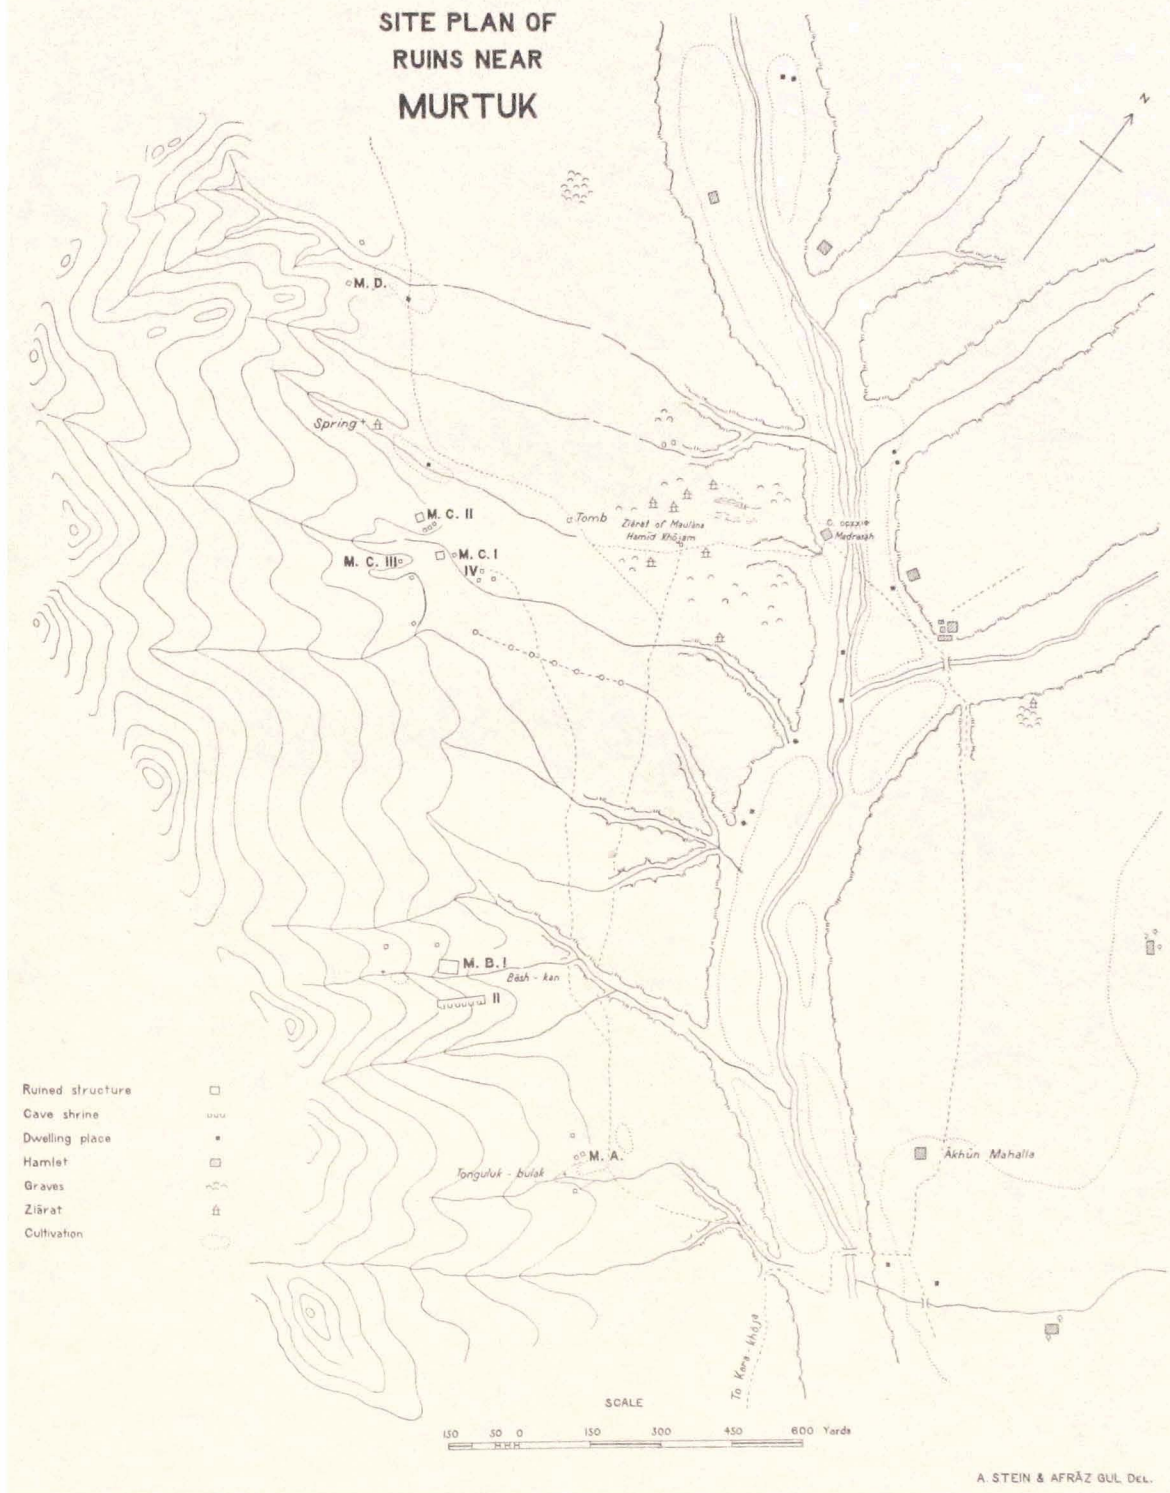 SITE PLAN OF
RUINS NEAR
MURTUK
N
M. D.
Spring
M. C. II
Tomb
Ziārat of Maulāna
Hamīd Khōjam
C. ccxxi
Madrasah
M. C. III
M. C. I
IV
M. B. I
Bāsh-kan
II
Ruined structure
Cave shrine
Dwelling place
Hamlet
Graves
Ziārat
Cultivation
M. A.
Tonguluk-bulak
Ākhūn Mahalla
To Kara-khōja
SCALE
150 50 0 150 300 450 600 Yards
A. STEIN & AFRĀZ GUL DEL.